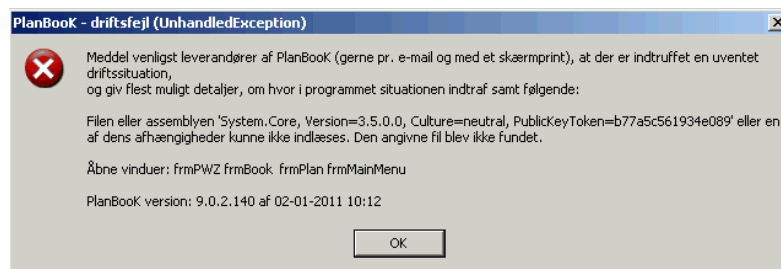 PlanBooK - driftsfejl (UnhandledException)
Meddel venligst leverandører af PlanBooK (gerne pr. e-mail og med et skærmprint), at der er indtruffet en uventet
driftssituation,
og giv flest muligt detaljer, om hvor i programmet situationen indtraf samt følgende:
Filen eller assemblyen 'System.Core, Version=3.5.0.0, Culture=neutral, PublicKeyToken=b77a5c561934e089' eller en
af dens afhængigheder kunne ikke indlæses. Den angivne fil blev ikke fundet.
Åbne vinduer: frmPWZ frmBook frmPlan frmMainMenu
PlanBooK version: 9.0.2.140 af 02-01-2011 10:12
OK